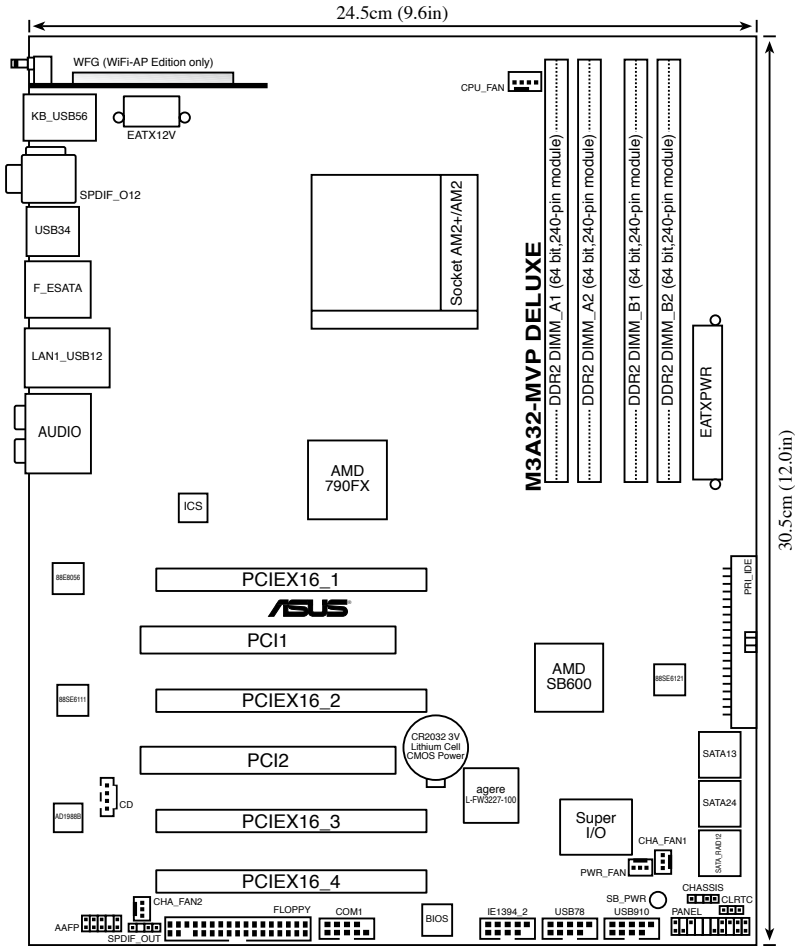 24.5cm (9.6in)
WFG (WiFi-AP Edition only)
CPU_FAN
KB_USB56
EATX12V
SPDIF_O12
USB34
F_ESATA
LAN1_USB12
AUDIO
Socket AM2+/AM2
M3A32-MVP DELUXE
DDR2 DIMM_A1 (64 bit,240-pin module)
DDR2 DIMM_A2 (64 bit,240-pin module)
DDR2 DIMM_B1 (64 bit,240-pin module)
DDR2 DIMM_B2 (64 bit,240-pin module)
EATXPWR
30.5cm (12.0in)
AMD
790FX
ICS
88E8056
PCIEX16_1
ASUS
PCI1
PRI_IDE
AMD
SB600
88SE6121
88SE6111
PCIEX16_2
CR2032 3V
Lithium Cell
CMOS Power
PCI2
SATA13
agere
L-FW3227-100
SATA24
CD
AD1988B
PCIEX16_3
Super
I/O
CHA_FAN1
SATA_RAID12
PWR_FAN
PCIEX16_4
CHA_FAN2
SB_PWR
CHASSIS
CLRTC
AAFP
SPDIF_OUT
FLOPPY
COM1
BIOS
IE1394_2
USB78
USB910
PANEL